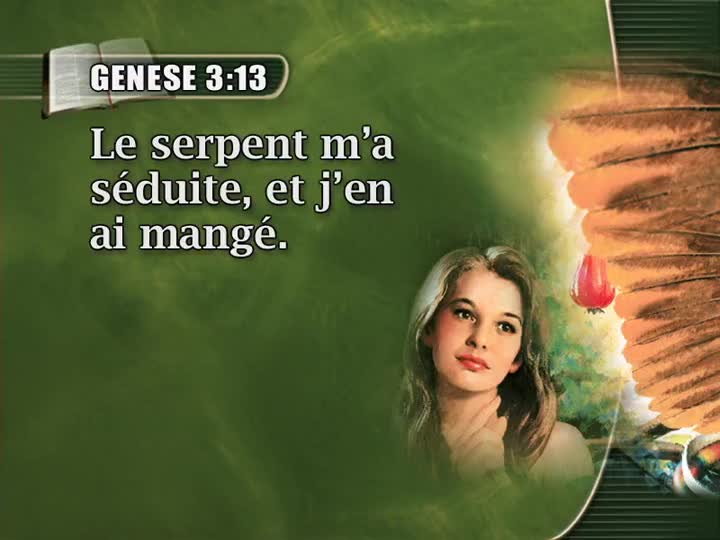 GENESE 3:13
Le serpent m’a
séduite, et j’en
ai mangé.